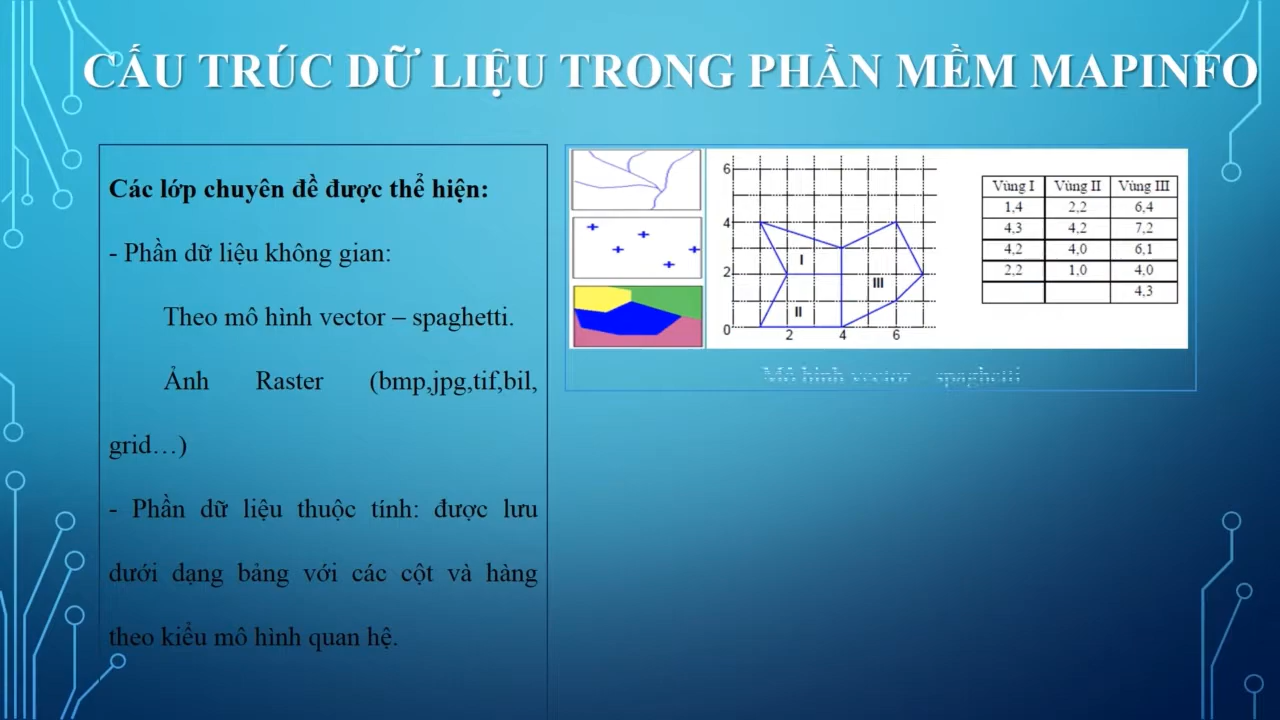 CẤU TRÚC DỮ LIỆU TRONG PHẦN MỀM MAPINFO
Các lớp chuyên đề được thể hiện:
- Phần dữ liệu không gian:
Theo mô hình vector – spaghetti.
Ảnh Raster (bmp,jpg,tif,bil,
grid…)
- Phần dữ liệu thuộc tính: được lưu
dưới dạng bảng với các cột và hàng
theo kiểu mô hình quan hệ.
6
4
2
0
2 4 6
I
II
III
Vùng I Vùng II Vùng III
1,4 2,2 6,4
4,3 4,2 7,2
4,2 4,0 6,1
2,2 1,0 4,0
4,3
Mô hình vector – spaghetti